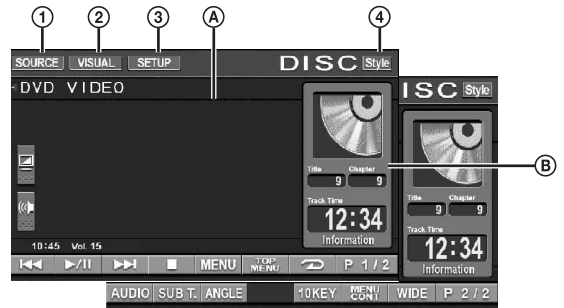 1 2 3 A 4
SOURCE VISUAL SETUP DISC Style
DVD VIDEO
ISC Style
Title Chapter
9 9
Track Time
12:34
Information
B
Title Chapter
9 9
Track Time
12:34
Information
10:45 Vol. 15
MENU TOP MENU P 1/2
AUDIO SUB T. ANGLE 10KEY MENU CONT WIDE P 2/2